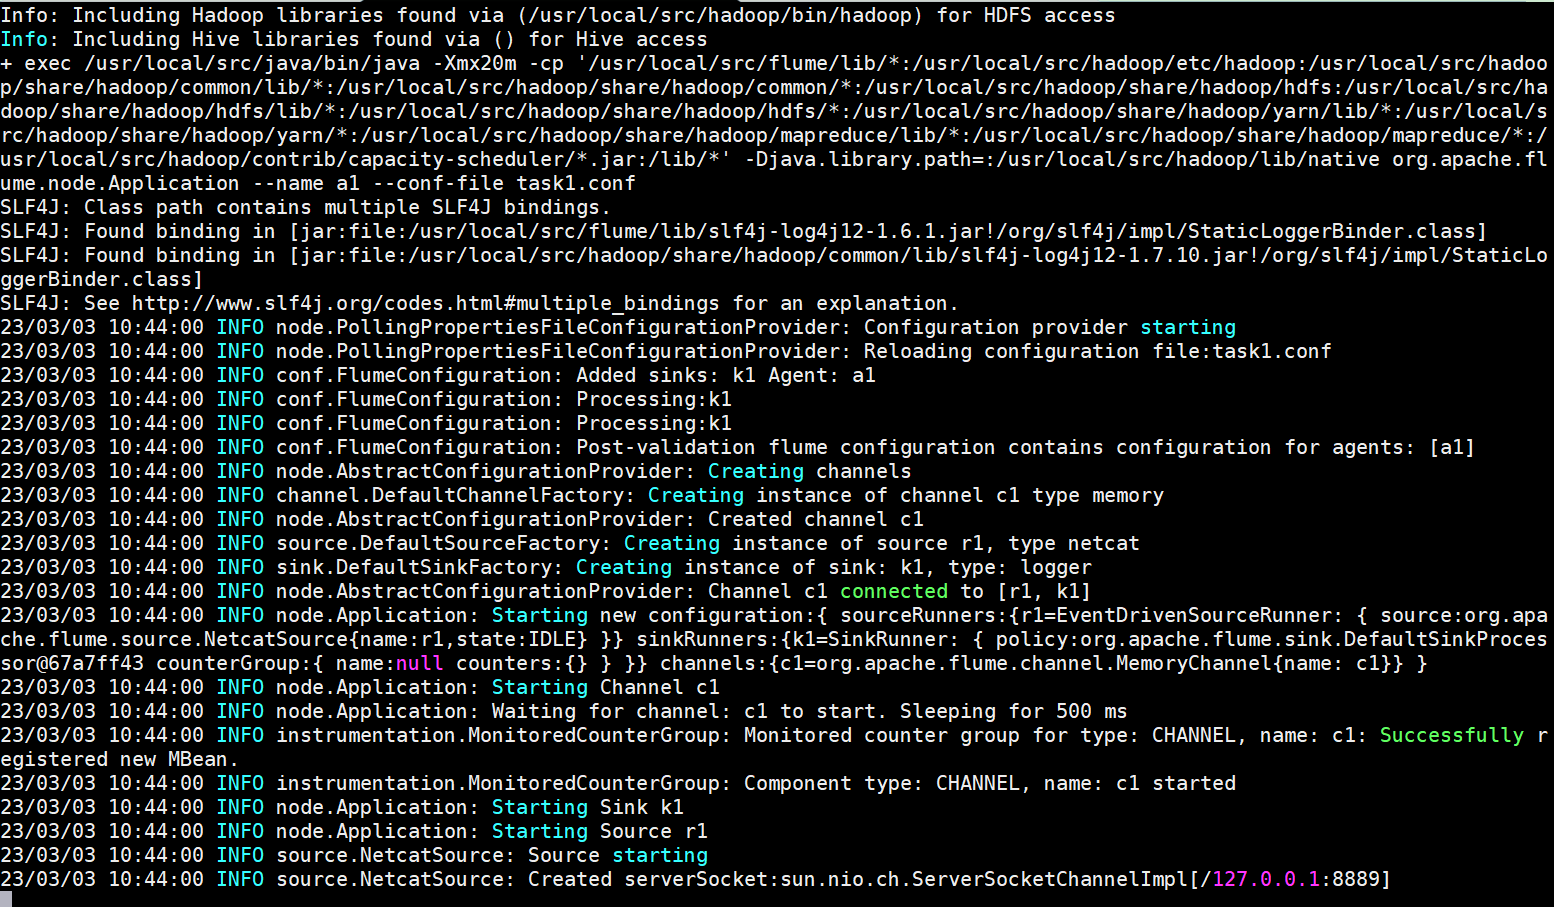 Info: Including Hadoop libraries found via (/usr/local/src/hadoop/bin/hadoop) for HDFS access
Info: Including Hive libraries found via () for Hive access
+ exec /usr/local/src/java/bin/java -Xmx20m -cp '/usr/local/src/flume/lib/*:/usr/local/src/hadoop/etc/hadoop:/usr/local/src/hadoo
p/share/hadoop/common/lib/*:/usr/local/src/hadoop/share/hadoop/common/*:/usr/local/src/hadoop/share/hadoop/hdfs:/usr/local/src/ha
doop/share/hadoop/hdfs/lib/*:/usr/local/src/hadoop/share/hadoop/hdfs/*:/usr/local/src/hadoop/share/hadoop/yarn/lib/*:/usr/local/s
rc/hadoop/share/hadoop/yarn/*:/usr/local/src/hadoop/share/hadoop/mapreduce/lib/*:/usr/local/src/hadoop/share/hadoop/mapreduce/*:/
usr/local/src/hadoop/contrib/capacity-scheduler/*.jar:/lib/*' -Djava.library.path=:/usr/local/src/hadoop/lib/native org.apache.fl
ume.node.Application --name a1 --conf-file task1.conf
SLF4J: Class path contains multiple SLF4J bindings.
SLF4J: Found binding in [jar:file:/usr/local/src/flume/lib/slf4j-log4j12-1.6.1.jar!/org/slf4j/impl/StaticLoggerBinder.class]
SLF4J: Found binding in [jar:file:/usr/local/src/hadoop/share/hadoop/common/lib/slf4j-log4j12-1.7.10.jar!/org/slf4j/impl/StaticLo
ggerBinder.class]
SLF4J: See http://www.slf4j.org/codes.html#multiple_bindings for an explanation.
23/03/03 10:44:00 INFO node.PollingPropertiesFileConfigurationProvider: Configuration provider starting
23/03/03 10:44:00 INFO node.PollingPropertiesFileConfigurationProvider: Reloading configuration file:task1.conf
23/03/03 10:44:00 INFO conf.FlumeConfiguration: Added sinks: k1 Agent: a1
23/03/03 10:44:00 INFO conf.FlumeConfiguration: Processing:k1
23/03/03 10:44:00 INFO conf.FlumeConfiguration: Processing:k1
23/03/03 10:44:00 INFO conf.FlumeConfiguration: Post-validation flume configuration contains configuration for agents: [a1]
23/03/03 10:44:00 INFO node.AbstractConfigurationProvider: Creating channels
23/03/03 10:44:00 INFO channel.DefaultChannelFactory: Creating instance of channel c1 type memory
23/03/03 10:44:00 INFO node.AbstractConfigurationProvider: Created channel c1
23/03/03 10:44:00 INFO source.DefaultSourceFactory: Creating instance of source r1, type netcat
23/03/03 10:44:00 INFO sink.DefaultSinkFactory: Creating instance of sink: k1, type: logger
23/03/03 10:44:00 INFO node.AbstractConfigurationProvider: Channel c1 connected to [r1, k1]
23/03/03 10:44:00 INFO node.Application: Starting new configuration:{ sourceRunners:{r1=EventDrivenSourceRunner: { source:org.apa
che.flume.source.NetcatSource{name:r1,state:IDLE} }} sinkRunners:{k1=SinkRunner: { policy:org.apache.flume.sink.DefaultSinkProces
sor@67a7ff43 counterGroup:{ name:null counters:{} } }} channels:{c1=org.apache.flume.channel.MemoryChannel{name: c1}} }
23/03/03 10:44:00 INFO node.Application: Starting Channel c1
23/03/03 10:44:00 INFO node.Application: Waiting for channel: c1 to start. Sleeping for 500 ms
23/03/03 10:44:00 INFO instrumentation.MonitoredCounterGroup: Monitored counter group for type: CHANNEL, name: c1: Successfully r
egistered new MBean.
23/03/03 10:44:00 INFO instrumentation.MonitoredCounterGroup: Component type: CHANNEL, name: c1 started
23/03/03 10:44:00 INFO node.Application: Starting Sink k1
23/03/03 10:44:00 INFO node.Application: Starting Source r1
23/03/03 10:44:00 INFO source.NetcatSource: Source starting
23/03/03 10:44:00 INFO source.NetcatSource: Created serverSocket:sun.nio.ch.ServerSocketChannelImpl[/127.0.0.1:8889]